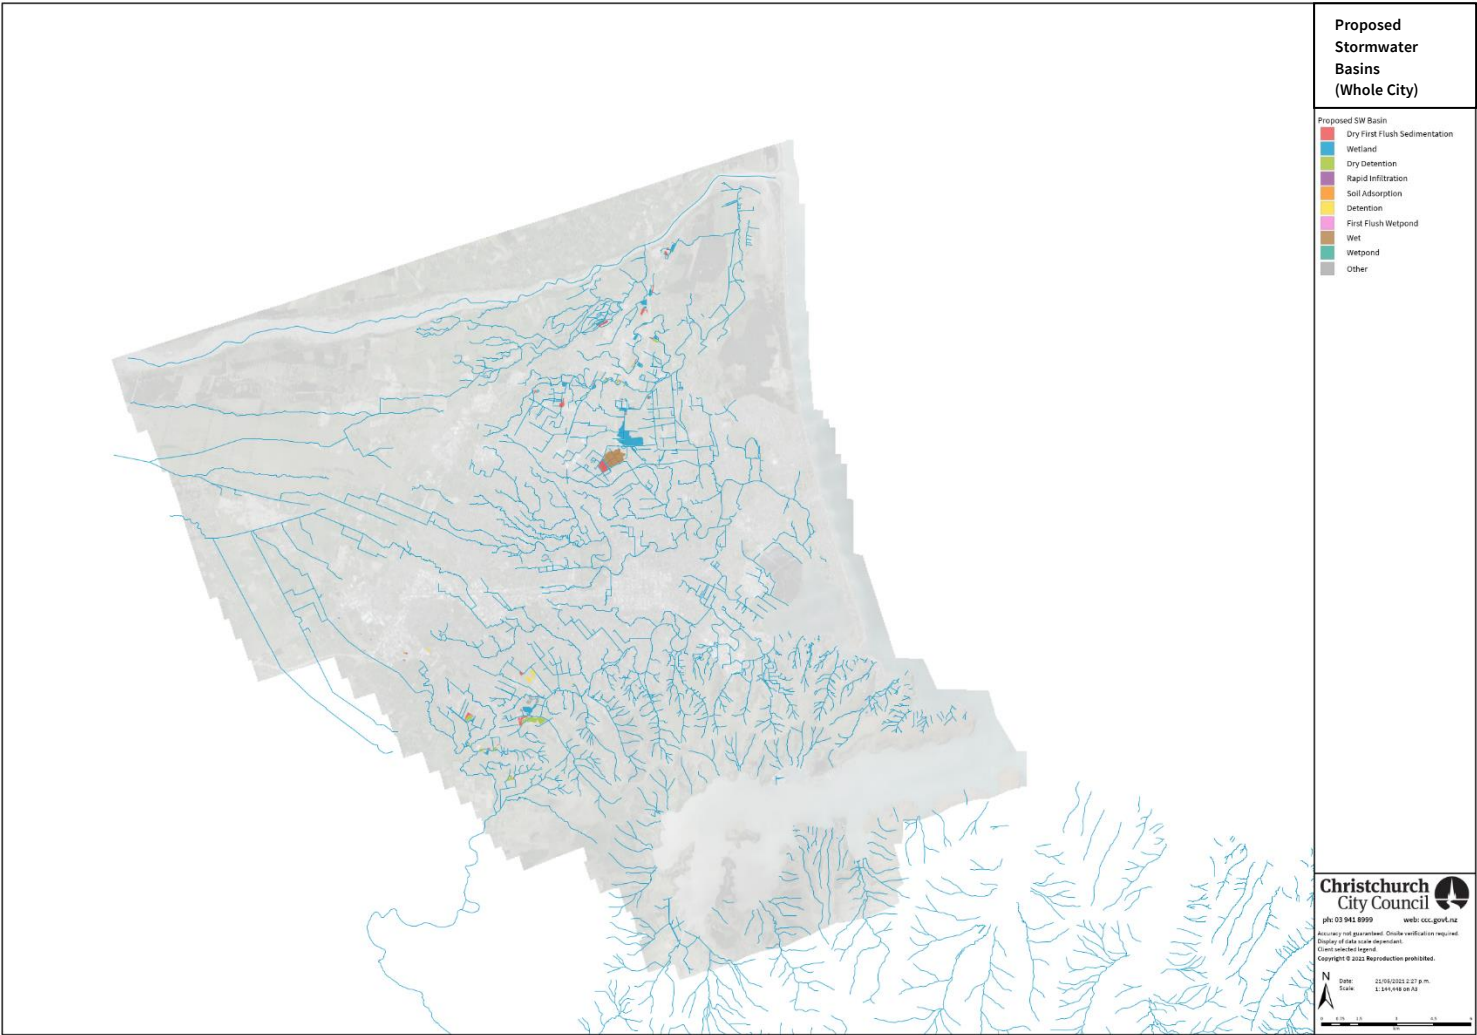 Proposed
Stormwater
Basins
(Whole City)
Proposed SW Basin
Dry First Flush Sedimentation
Wetland
Dry Detention
Rapid Infiltration
Soil Adsorption
Detention
First Flush Wetpond
Wet
Wetpond
Other
Christchurch
City Council
ph: 03 941 8999 web: ccc.govt.nz
Accuracy not guaranteed. Onsite verification required.
Display of data scale dependant.
Client selected legend.
Copyright © 2021 Reproduction prohibited.
N
Date:
Scale: